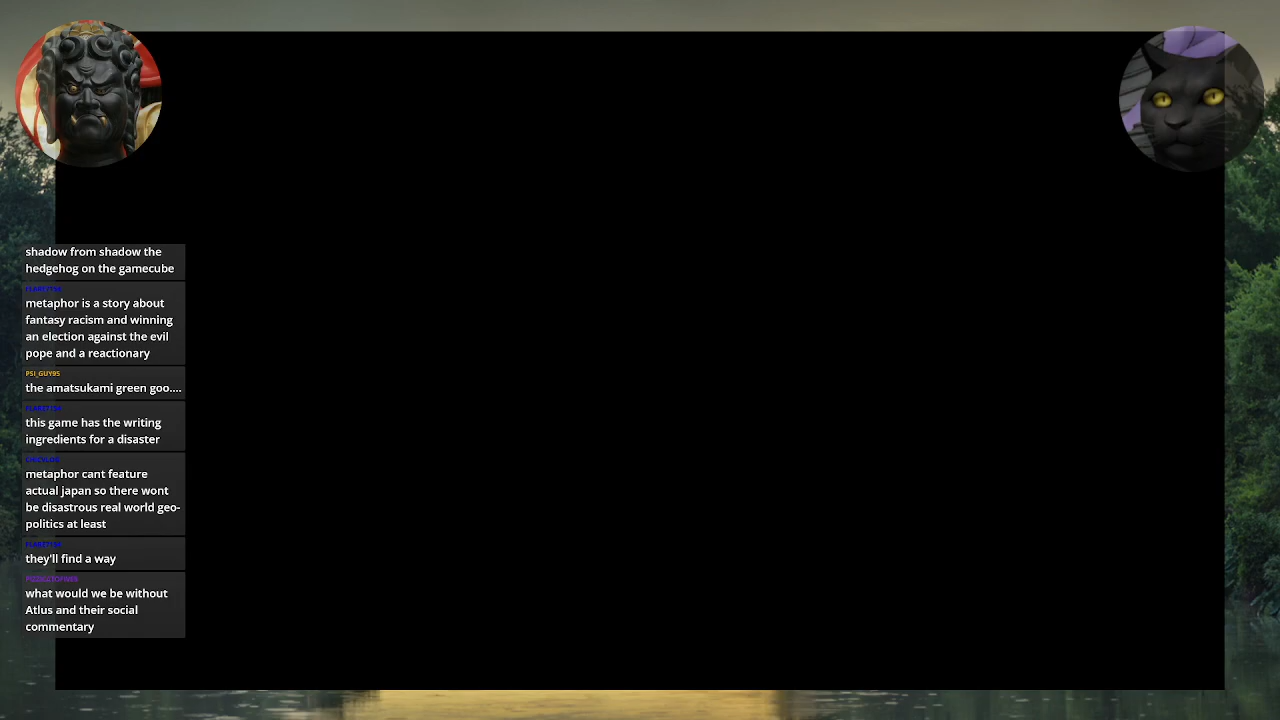 shadow from shadow the
hedgehog on the gamecube
metaphor is a story about
fantasy racism and winning
an election against the evil
pope and a reactionary
PSI_GUY95
the amatsukami green goo....
this game has the writing
ingredients for a disaster
metaphor cant feature
actual japan so there wont
be disastrous real world geo-
politics at least
they'll find a way
what would we be without
Atlus and their social
commentary